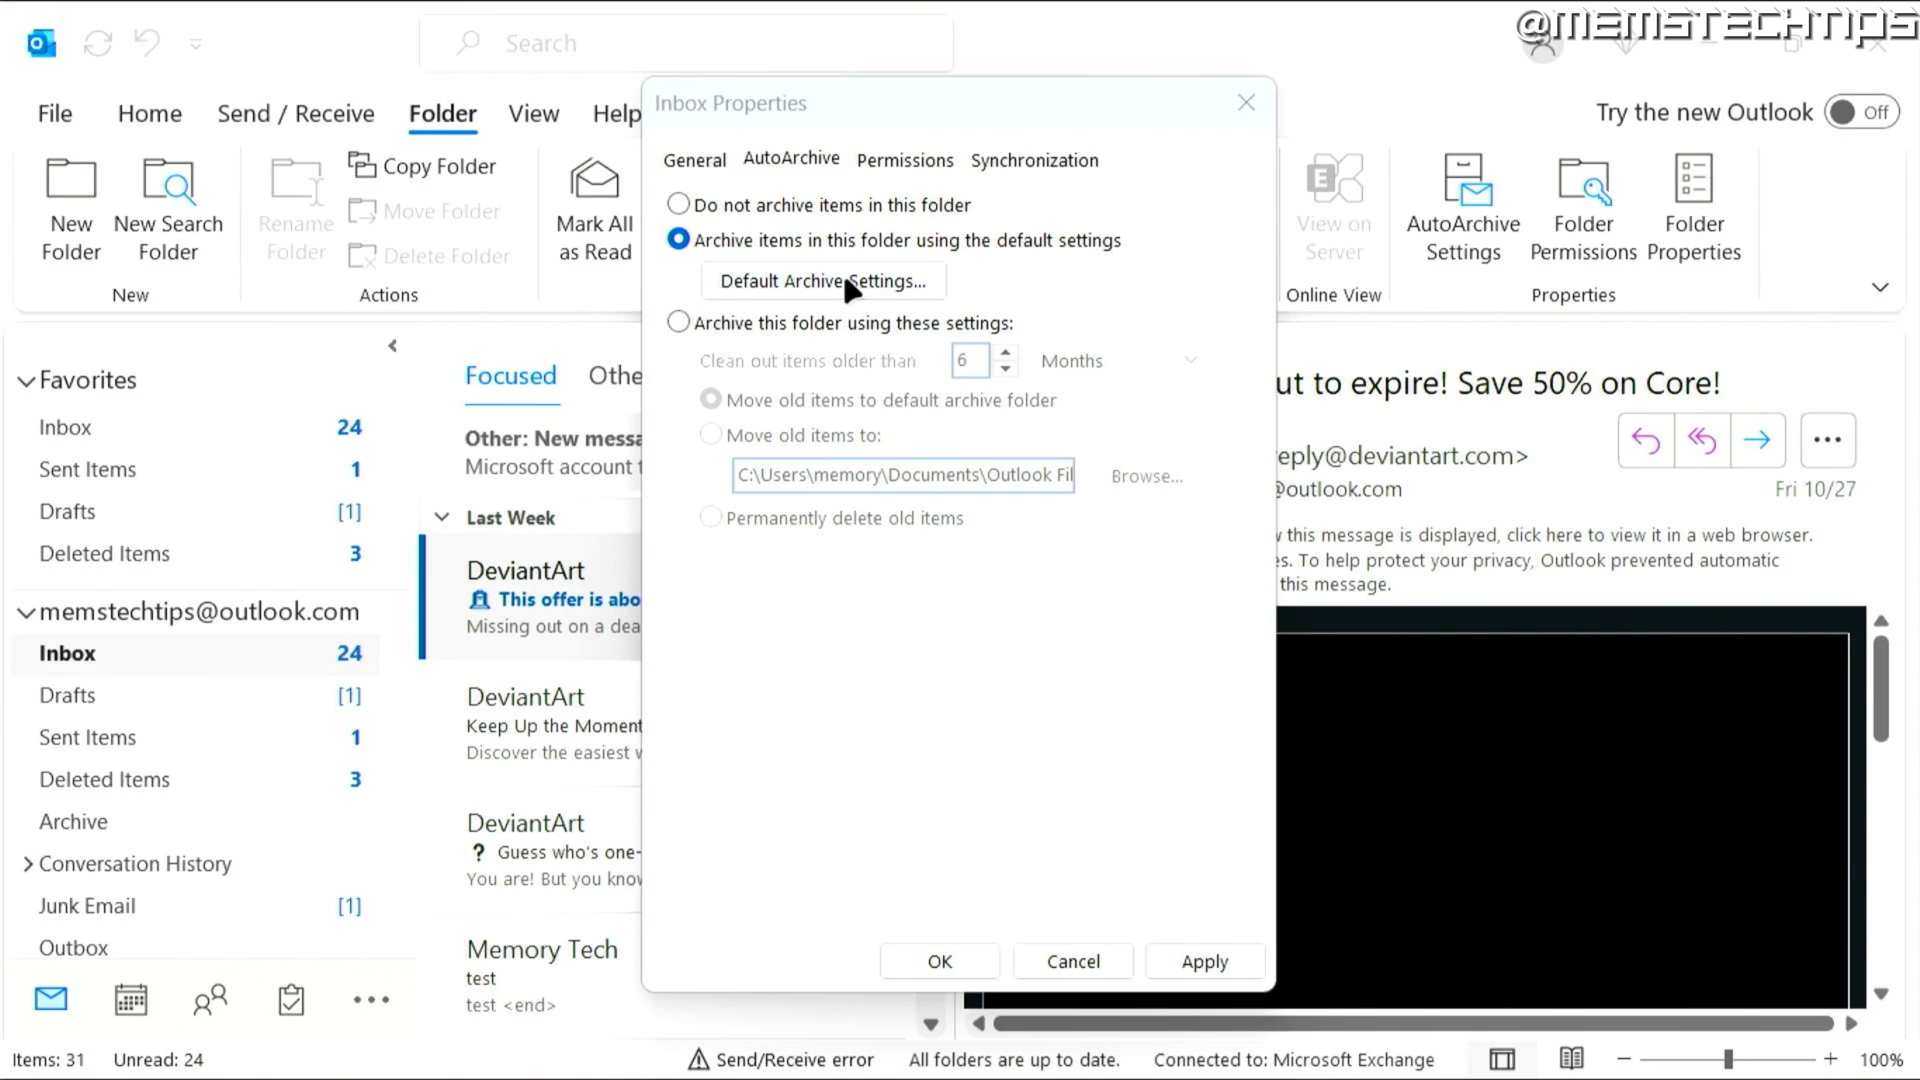 @MEMSTECHTIPS
Search
File
Home
Send / Receive
Folder
View
Help
Try the new Outlook
Off
New Folder
New Search Folder
New
Rename Folder
Copy Folder
Move Folder
Delete Folder
Actions
Mark All as Read
View on Server
Online View
AutoArchive Settings
Folder Permissions
Folder Properties
Properties
Inbox Properties
General
AutoArchive
Permissions
Synchronization
Do not archive items in this folder
Archive items in this folder using the default settings
Default Archive Settings...
Archive this folder using these settings:
Clean out items older than
6
Months
Move old items to default archive folder
Move old items to:
C:\Users\memory\Documents\Outlook Fil
Browse...
Permanently delete old items
OK
Cancel
Apply
Favorites
Inbox 24
Sent Items 1
Drafts [1]
Deleted Items 3
memstechtips@outlook.com
Inbox 24
Drafts [1]
Sent Items 1
Deleted Items 3
Archive
Conversation History
Junk Email [1]
Outbox
Focused
Othe
Other: New messa
Microsoft account t
Last Week
DeviantArt
This offer is abo
Missing out on a dea
DeviantArt
Keep Up the Moment
Discover the easiest w
DeviantArt
? Guess who's one-
You are! But you know
Memory Tech
test
test <end>
ut to expire! Save 50% on Core!
eply@deviantart.com>
@outlook.com
Fri 10/27
w this message is displayed, click here to view it in a web browser.
es. To help protect your privacy, Outlook prevented automatic
this message.
Items: 31
Unread: 24
Send/Receive error
All folders are up to date.
Connected to: Microsoft Exchange
100%